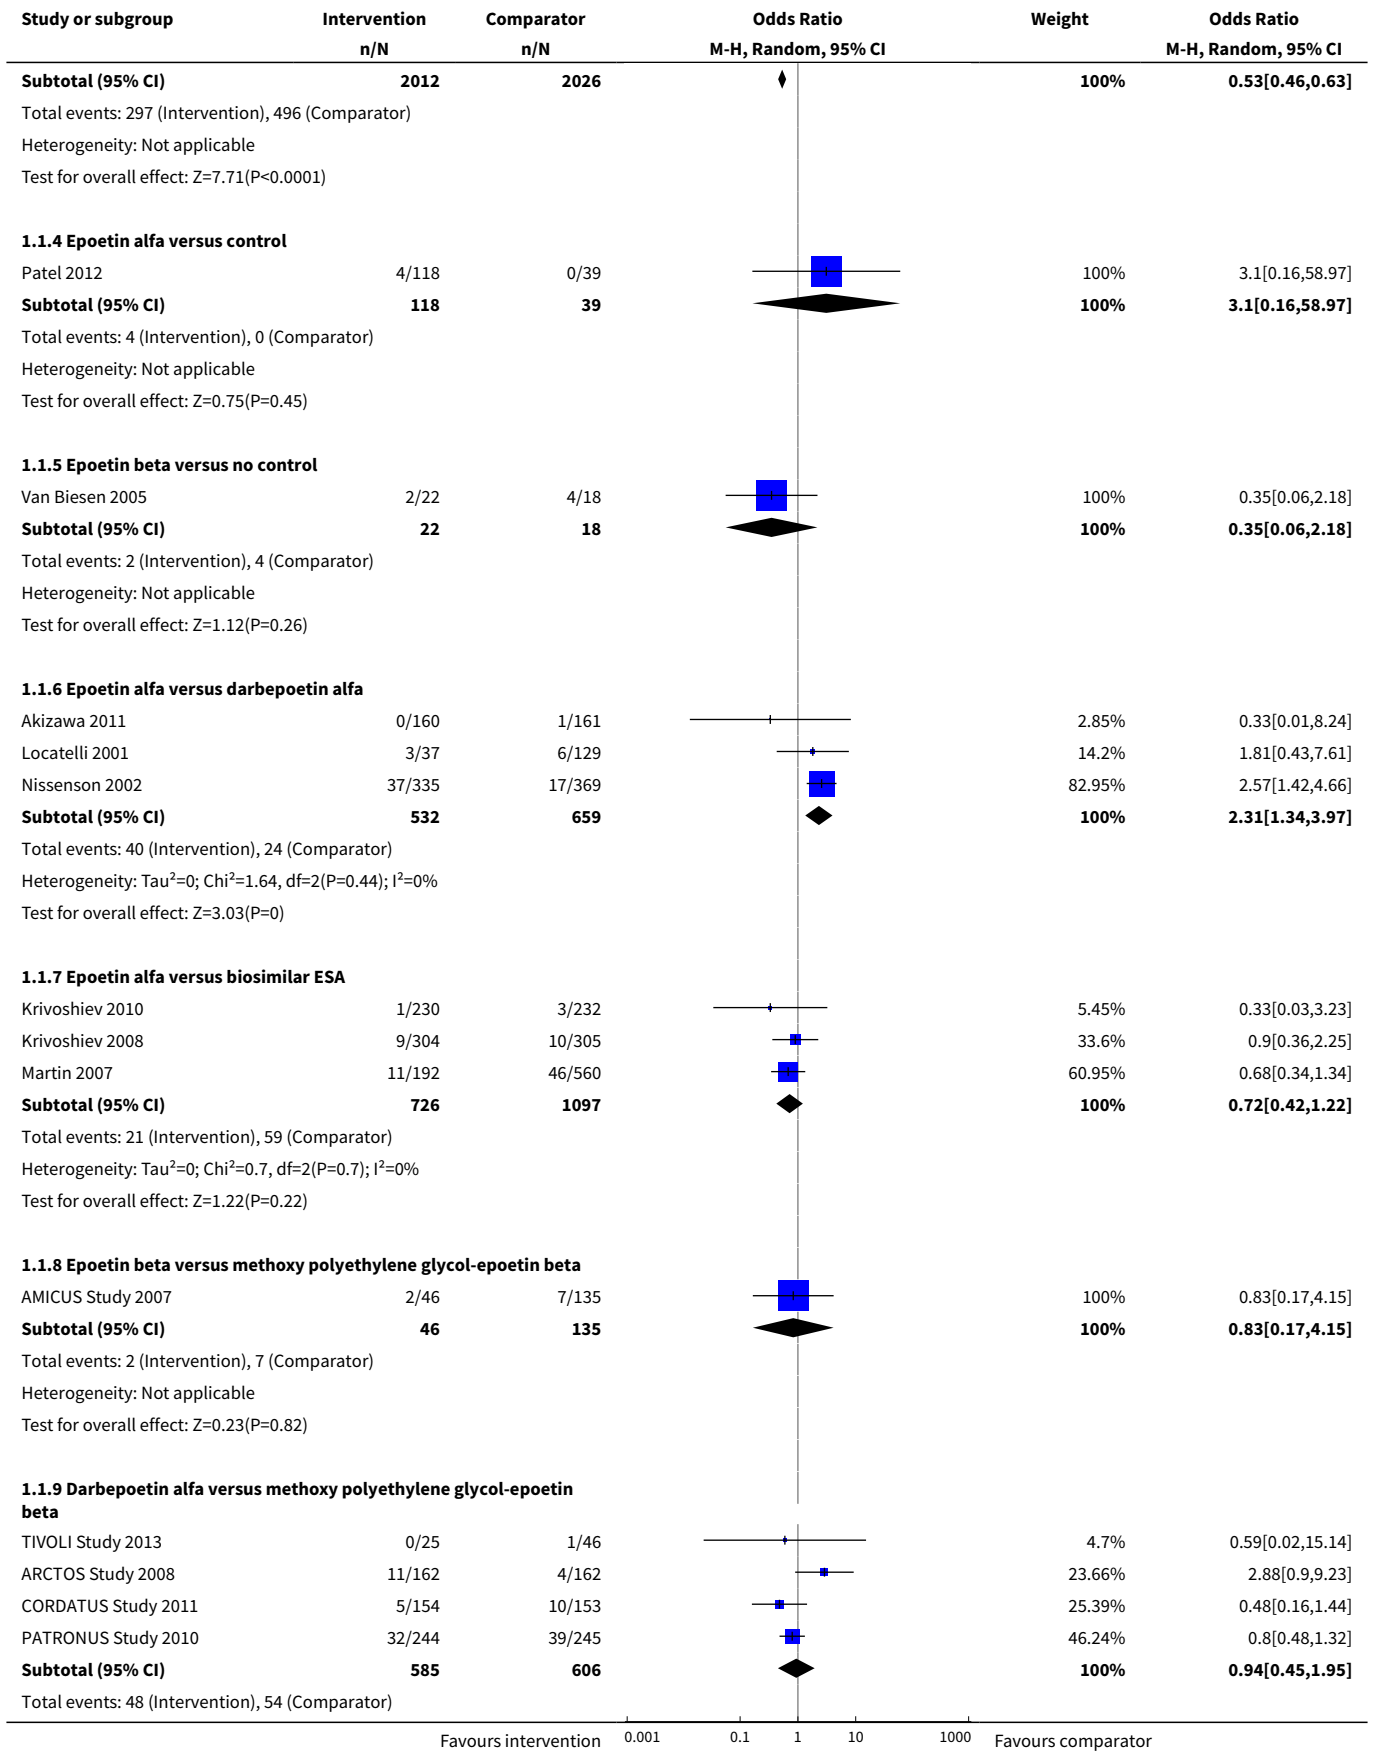 Study or subgroup Intervention Comparator Odds Ratio Weight Odds Ratio
n/N n/N M-H, Random, 95% CI M-H, Random, 95% CI
Subtotal (95% CI) 2012 2026 100% 0.53[0.46,0.63]
Total events: 297 (Intervention), 496 (Comparator)
Heterogeneity: Not applicable
Test for overall effect: Z=7.71(P<0.0001)
1.1.4 Epoetin alfa versus control
Patel 2012 4/118 0/39 100% 3.1[0.16,58.97]
Subtotal (95% CI) 118 39 100% 3.1[0.16,58.97]
Total events: 4 (Intervention), 0 (Comparator)
Heterogeneity: Not applicable
Test for overall effect: Z=0.75(P=0.45)
1.1.5 Epoetin beta versus no control
Van Biesen 2005 2/22 4/18 100% 0.35[0.06,2.18]
Subtotal (95% CI) 22 18 100% 0.35[0.06,2.18]
Total events: 2 (Intervention), 4 (Comparator)
Heterogeneity: Not applicable
Test for overall effect: Z=1.12(P=0.26)
1.1.6 Epoetin alfa versus darbepoetin alfa
Akizawa 2011 0/160 1/161 2.85% 0.33[0.01,8.24]
Locatelli 2001 3/37 6/129 14.2% 1.81[0.43,7.61]
Nissenson 2002 37/335 17/369 82.95% 2.57[1.42,4.66]
Subtotal (95% CI) 532 659 100% 2.31[1.34,3.97]
Total events: 40 (Intervention), 24 (Comparator)
Heterogeneity: Tau²=0; Chi²=1.64, df=2(P=0.44); I²=0%
Test for overall effect: Z=3.03(P=0)
1.1.7 Epoetin alfa versus biosimilar ESA
Krivoshiev 2010 1/230 3/232 5.45% 0.33[0.03,3.23]
Krivoshiev 2008 9/304 10/305 33.6% 0.9[0.36,2.25]
Martin 2007 11/192 46/560 60.95% 0.68[0.34,1.34]
Subtotal (95% CI) 726 1097 100% 0.72[0.42,1.22]
Total events: 21 (Intervention), 59 (Comparator)
Heterogeneity: Tau²=0; Chi²=0.7, df=2(P=0.7); I²=0%
Test for overall effect: Z=1.22(P=0.22)
1.1.8 Epoetin beta versus methoxy polyethylene glycol-epoetin beta
AMICUS Study 2007 2/46 7/135 100% 0.83[0.17,4.15]
Subtotal (95% CI) 46 135 100% 0.83[0.17,4.15]
Total events: 2 (Intervention), 7 (Comparator)
Heterogeneity: Not applicable
Test for overall effect: Z=0.23(P=0.82)
1.1.9 Darbepoetin alfa versus methoxy polyethylene glycol-epoetin
beta
TIVOLI Study 2013 0/25 1/46 4.7% 0.59[0.02,15.14]
ARCTOS Study 2008 11/162 4/162 23.66% 2.88[0.9,9.23]
CORDATUS Study 2011 5/154 10/153 25.39% 0.48[0.16,1.44]
PATRONUS Study 2010 32/244 39/245 46.24% 0.8[0.48,1.32]
Subtotal (95% CI) 585 606 100% 0.94[0.45,1.95]
Total events: 48 (Intervention), 54 (Comparator)
Favours intervention 0.001 0.1 1 10 1000 Favours comparator